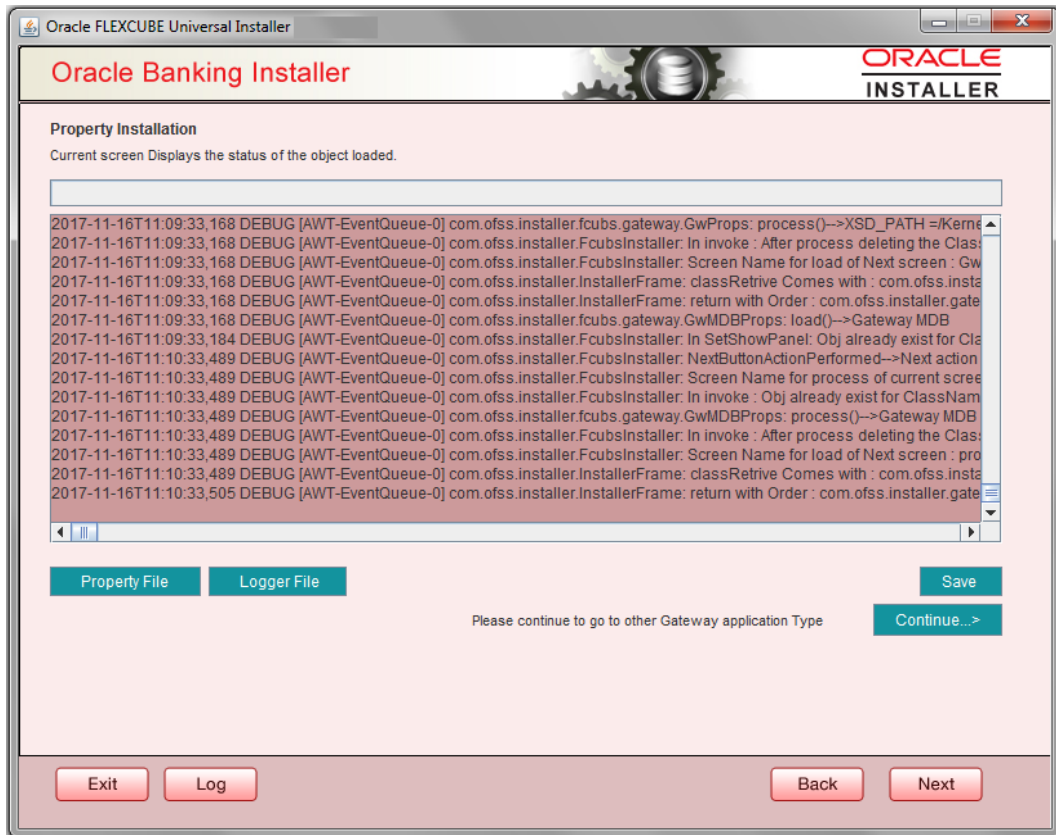 Oracle FLEXCUBE Universal Installer
Oracle Banking Installer
ORACLE
INSTALLER
Property Installation
Current screen Displays the status of the object loaded.
2017-11-16T11:09:33,168 DEBUG [AWT-EventQueue-0] com.ofss.installer.fcubs.gateway.GwProps: process()-->XSD_PATH =/Kerne
2017-11-16T11:09:33,168 DEBUG [AWT-EventQueue-0] com.ofss.installer.FcubsInstaller: In invoke : After process deleting the Clas
2017-11-16T11:09:33,168 DEBUG [AWT-EventQueue-0] com.ofss.installer.FcubsInstaller: Screen Name for load of Next screen : Gw
2017-11-16T11:09:33,168 DEBUG [AWT-EventQueue-0] com.ofss.installer.InstallerFrame: classRetrive Comes with : com.ofss.insta
2017-11-16T11:09:33,168 DEBUG [AWT-EventQueue-0] com.ofss.installer.InstallerFrame: return with Order : com.ofss.installer.gate
2017-11-16T11:09:33,168 DEBUG [AWT-EventQueue-0] com.ofss.installer.fcubs.gateway.GwMDBProps: load()-->Gateway MDB
2017-11-16T11:09:33,184 DEBUG [AWT-EventQueue-0] com.ofss.installer.FcubsInstaller: In SetShowPanel: Obj already exist for Cla
2017-11-16T11:10:33,489 DEBUG [AWT-EventQueue-0] com.ofss.installer.FcubsInstaller: NextButtonActionPerformed-->Next action
2017-11-16T11:10:33,489 DEBUG [AWT-EventQueue-0] com.ofss.installer.FcubsInstaller: Screen Name for process of current scree
2017-11-16T11:10:33,489 DEBUG [AWT-EventQueue-0] com.ofss.installer.FcubsInstaller: In invoke : Obj already exist for ClassNam
2017-11-16T11:10:33,489 DEBUG [AWT-EventQueue-0] com.ofss.installer.fcubs.gateway.GwMDBProps: process()-->Gateway MDB
2017-11-16T11:10:33,489 DEBUG [AWT-EventQueue-0] com.ofss.installer.FcubsInstaller: In invoke : After process deleting the Clas
2017-11-16T11:10:33,489 DEBUG [AWT-EventQueue-0] com.ofss.installer.FcubsInstaller: Screen Name for load of Next screen : pro
2017-11-16T11:10:33,489 DEBUG [AWT-EventQueue-0] com.ofss.installer.InstallerFrame: classRetrive Comes with : com.ofss.insta
2017-11-16T11:10:33,505 DEBUG [AWT-EventQueue-0] com.ofss.installer.InstallerFrame: return with Order : com.ofss.installer.gate
Property File Logger File Save
Please continue to go to other Gateway application Type Continue...>
Exit Log Back Next